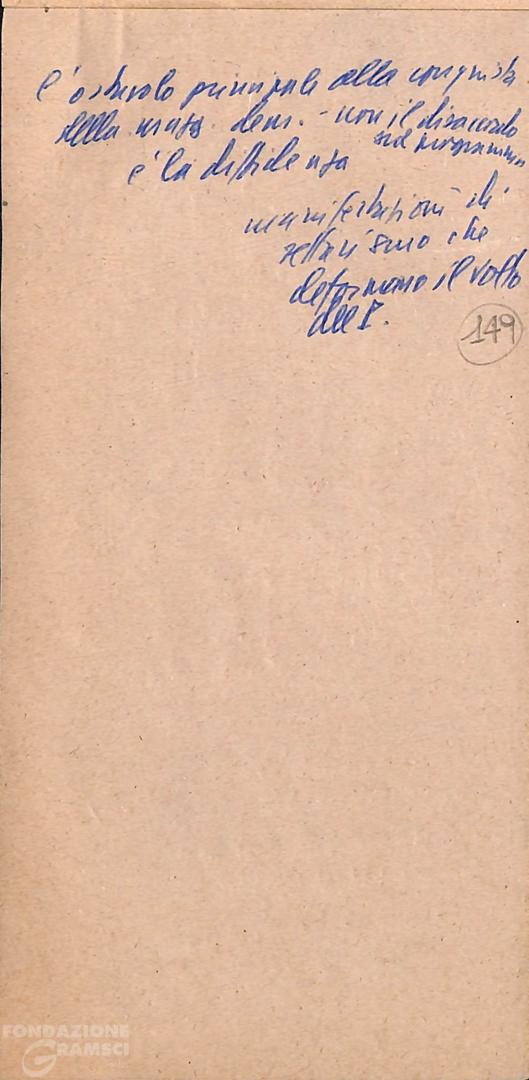 l'ostacolo principale alla conquista
della magg. dem. - non il disaccordo
sul programma
è la diffidenza
manifestazioni di
settarismo che
deformano il volto
del P.
149
FONDAZIONE
GRAMSCI